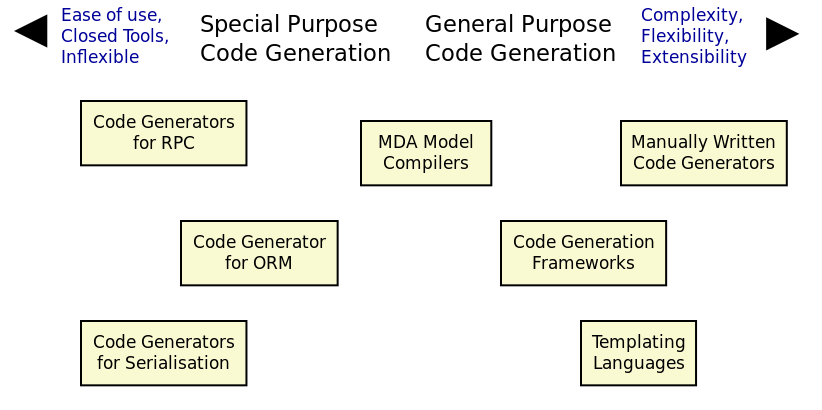 Ease of use,
Closed Tools,
Inflexible
Special Purpose
Code Generation
General Purpose
Code Generation
Complexity,
Flexibility,
Extensibility
Code Generators
for RPC
MDA Model
Compilers
Manually Written
Code Generators
Code Generator
for ORM
Code Generation
Frameworks
Code Generators
for Serialisation
Templating
Languages